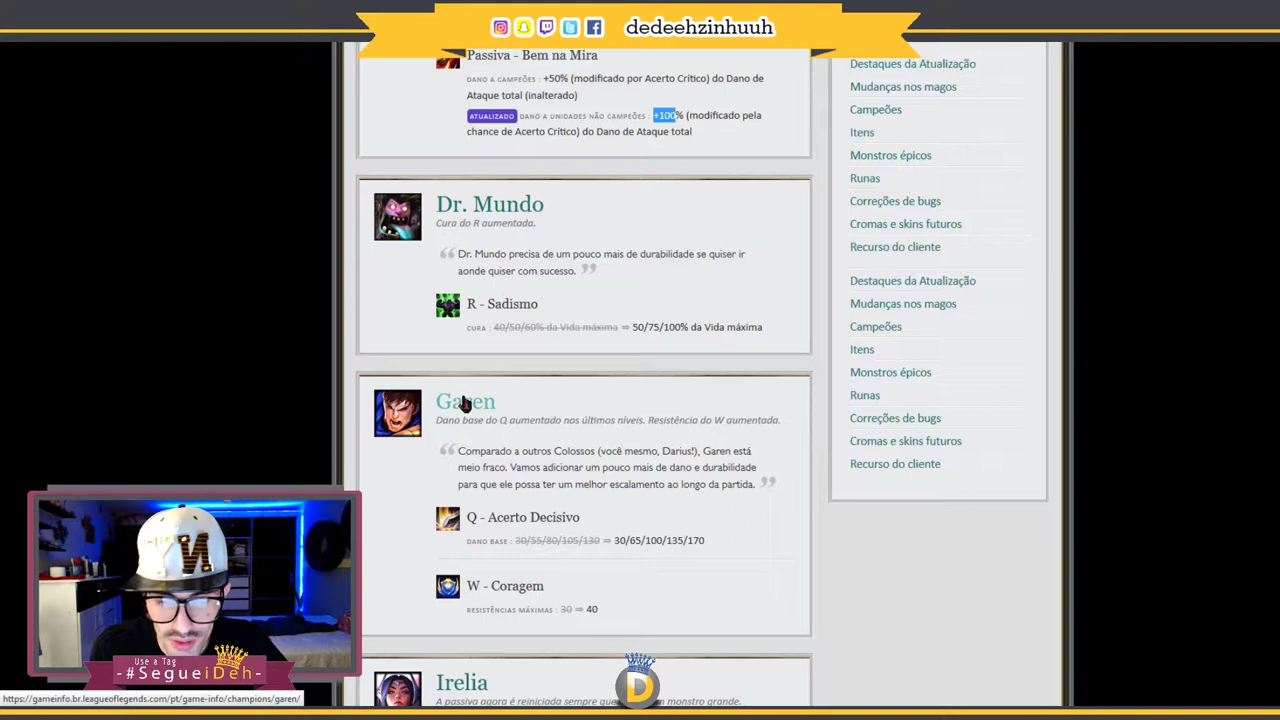 dedeehzinhuuh
Passiva - Bem na Mira
DANO A CAMPEÕES : +50% (modificado por Acerto Crítico) do Dano de
Ataque total (inalterado)
ATUALIZADO DANO A UNIDADES NÃO CAMPEÕES : +100% (modificado pela
chance de Acerto Crítico) do Dano de Ataque total
Dr. Mundo
Cura do R aumentada.
Dr. Mundo precisa de um pouco mais de durabilidade se quiser ir
aonde quiser com sucesso.
R - Sadismo
CURA : 40/50/60% da Vida máxima ⇒ 50/75/100% da Vida máxima
Garen
Dano base do Q aumentado nos últimos níveis. Resistência do W aumentada.
Comparado a outros Colossos (você mesmo, Darius!), Garen está
meio fraco. Vamos adicionar um pouco mais de dano e durabilidade
para que ele possa ter um melhor escalamento ao longo da partida.
Q - Acerto Decisivo
DANO BASE : 30/55/80/105/130 ⇒ 30/65/100/135/170
W - Coragem
RESISTÊNCIAS MÁXIMAS : 30 ⇒ 40
Irelia
A passiva agora é reiniciada sempre que um monstro grande.
Destaques da Atualização
Mudanças nos magos
Campeões
Itens
Monstros épicos
Runas
Correções de bugs
Cromas e skins futuros
Recurso do cliente
Destaques da Atualização
Mudanças nos magos
Campeões
Itens
Monstros épicos
Runas
Correções de bugs
Cromas e skins futuros
Recurso do cliente
Use a Tag
-#SegueiDeh-
D
https://gameinfo.br.leagueoflegends.com/pt/game-info/champions/garen/